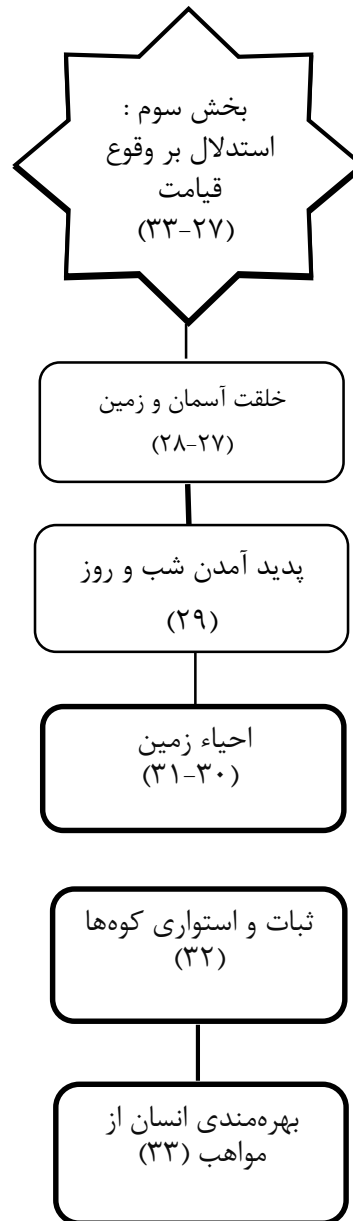 بخش سوم :
استدلال بر وقوع
قیامت
(۲۷-۳۳)
خلقت آسمان و زمین
(۲۷-۲۸)
پدید آمدن شب و روز
(۲۹)
احیاء زمین
(۳۰-۳۱)
ثبات و استواری کوه‌ها
(۳۲)
بهره‌مندی انسان از
مواهب (۳۳)